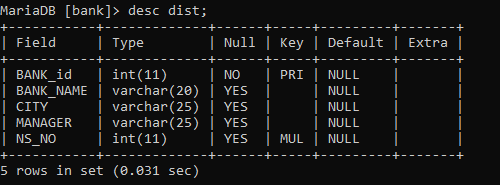 MariaDB [bank]> desc dist;
+-----------+-------------+------+-----+---------+-------+
| Field     | Type        | Null | Key | Default | Extra |
+-----------+-------------+------+-----+---------+-------+
| BANK_id   | int(11)     | NO   | PRI | NULL    |       |
| BANK_NAME | varchar(20) | YES  |     | NULL    |       |
| CITY      | varchar(25) | YES  |     | NULL    |       |
| MANAGER   | varchar(25) | YES  |     | NULL    |       |
| NS_NO     | int(11)     | YES  | MUL | NULL    |       |
+-----------+-------------+------+-----+---------+-------+
5 rows in set (0.031 sec)